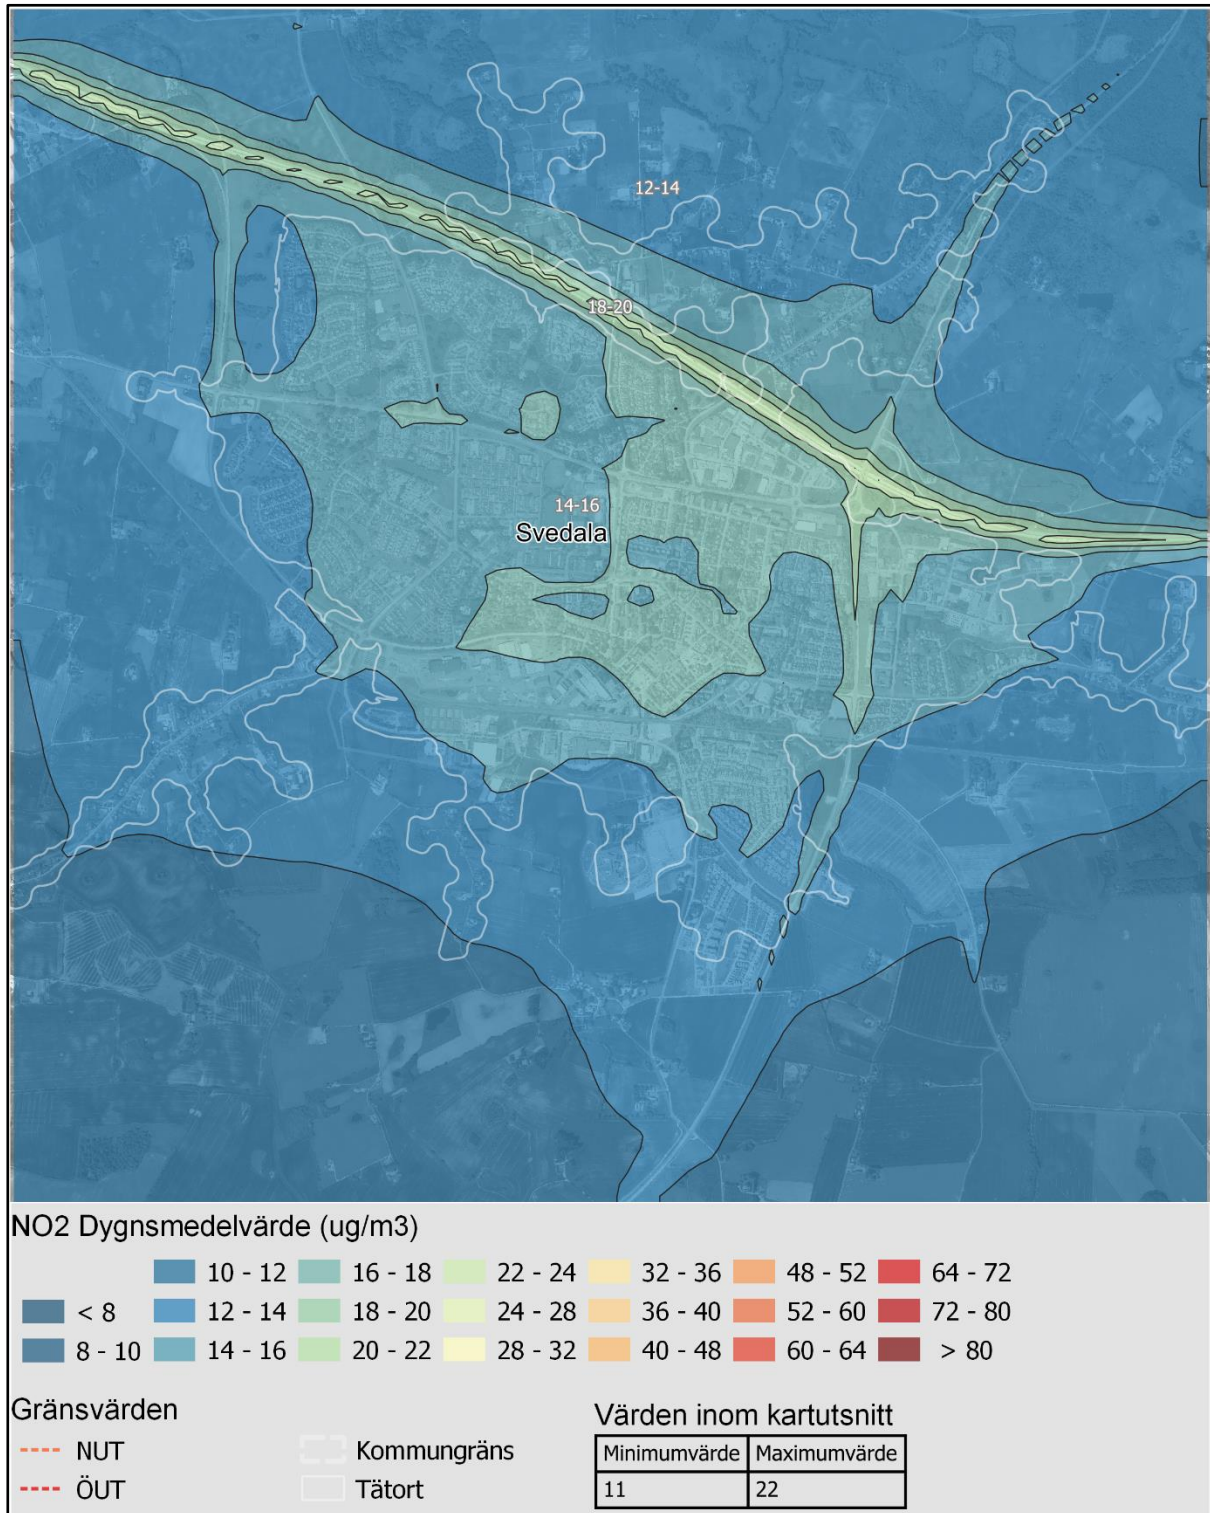 12-14
18-20
14-16
Svedala
NO2 Dygnsmedelvärde (ug/m3)
10 - 12 16 - 18 22 - 24 32 - 36 48 - 52 64 - 72
< 8 12 - 14 18 - 20 24 - 28 36 - 40 52 - 60 72 - 80
8 - 10 14 - 16 20 - 22 28 - 32 40 - 48 60 - 64 > 80
Gränsvärden
NUT
ÖUT
Kommungräns
Tätort
Värden inom kartutsnitt
Minimumvärde Maximumvärde
11 22